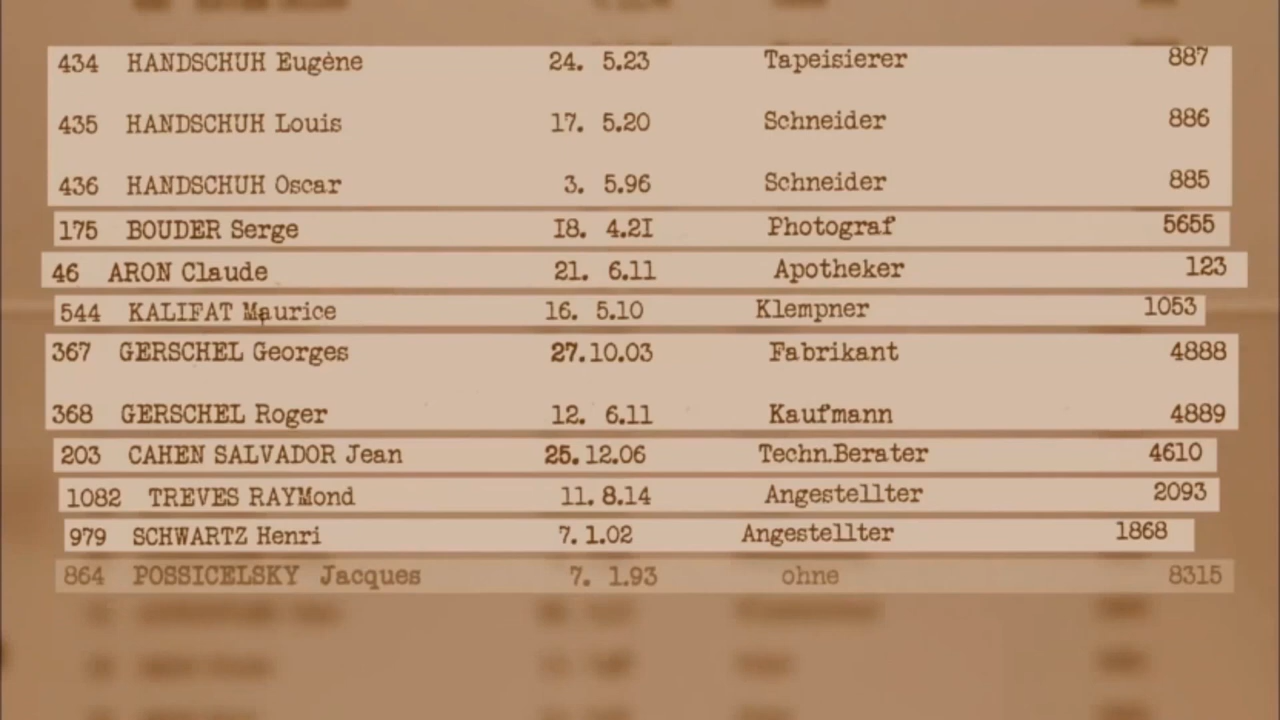 434 HANDSCHUH Eugène 24. 5.23 Tapeisierer 887
435 HANDSCHUH Louis 17. 5.20 Schneider 886
436 HANDSCHUH Oscar 3. 5.96 Schneider 885
175 BOUDER Serge I8. 4.2I Photograf 5655
46 ARON Claude 21. 6.11 Apotheker 123
544 KALIFAT Maurice 16. 5.10 Klempner 1053
367 GERSCHEL Georges 27.10.03 Fabrikant 4888
368 GERSCHEL Roger 12. 6.11 Kaufmann 4889
203 CAHEN SALVADOR Jean 25.12.06 Techn.Berater 4610
1082 TREVES RAYMond 11. 8.14 Angestellter 2093
979 SCHWARTZ Henri 7. 1.02 Angestellter 1868
864 POSSICELSKY Jacques 7. 1.93 ohne 8315